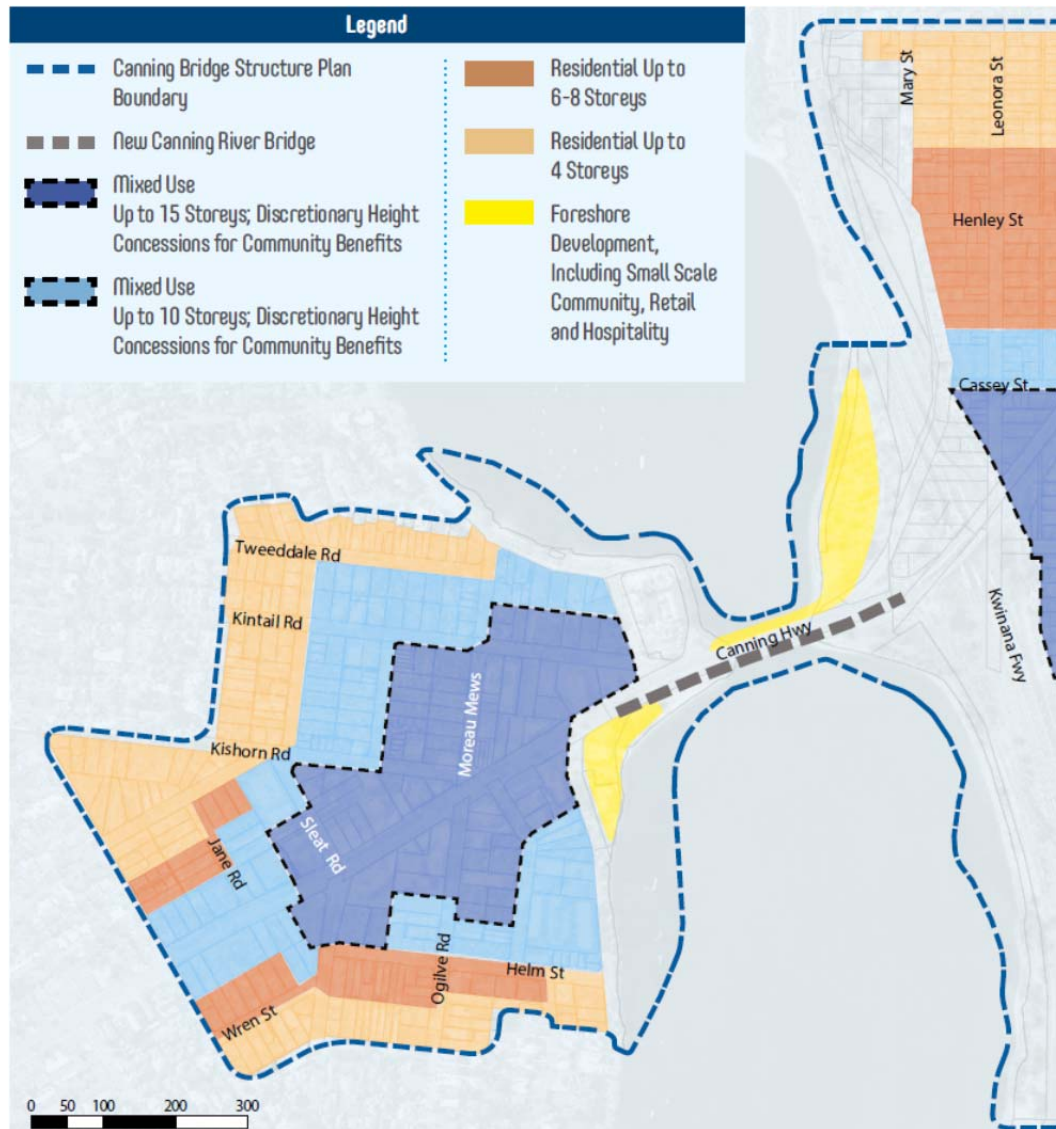 Legend
Canning Bridge Structure Plan
Boundary
New Canning River Bridge
Mixed Use
Up to 15 Storeys; Discretionary Height
Concessions for Community Benefits
Mixed Use
Up to 10 Storeys; Discretionary Height
Concessions for Community Benefits
Residential Up to
6-8 Storeys
Residential Up to
4 Storeys
Foreshore
Development,
Including Small Scale
Community, Retail
and Hospitality
Mary St
Leonora St
Henley St
Cassey St
Kwinana Fwy
Canning Hwy
Tweeddale Rd
Kintail Rd
Moreau Mews
Kishorn Rd
Sleat Rd
Jane Rd
Ogilve Rd
Helm St
Wren St
0 50 100 200 300